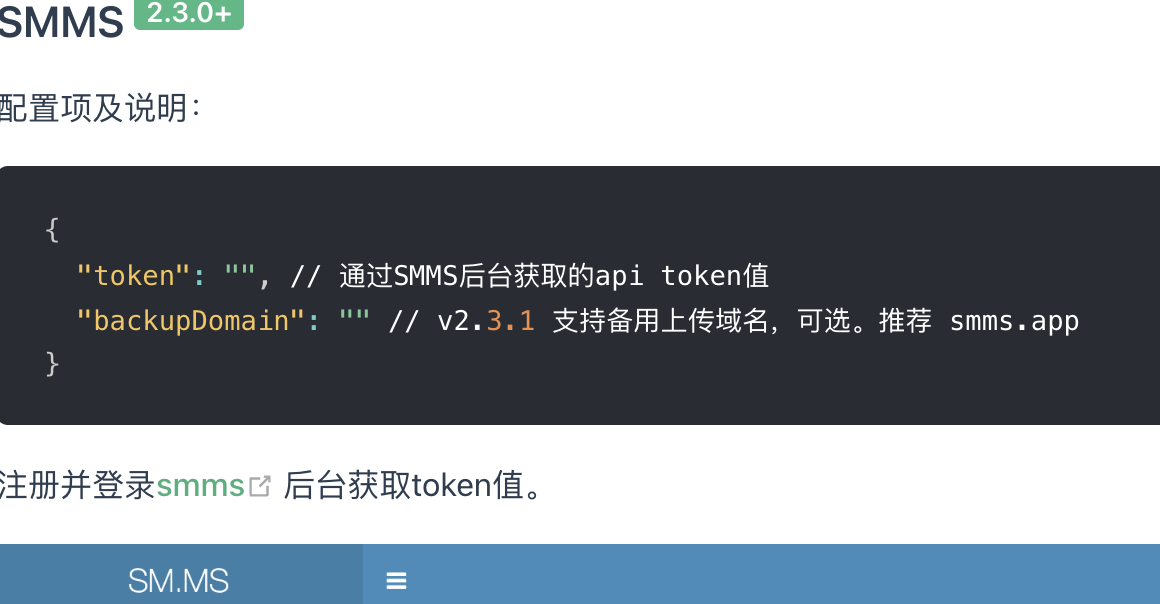 SMMS 2.3.0+
配置项及说明：
{
"token": "", // 通过SMMS后台获取的api token值
"backupDomain": "" // v2.3.1 支持备用上传域名，可选。推荐 smms.app
}
注册并登录smms 后台获取token值。
SM.MS